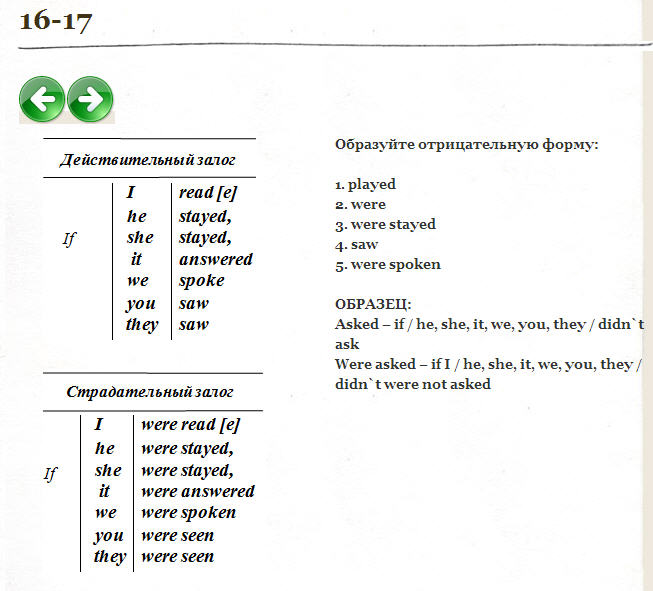 16-17
Действительный залог
If
I read [e]
he stayed,
she stayed,
it answered
we spoke
you saw
they saw
Страдательный залог
If
I were read [e]
he were stayed,
she were stayed,
it were answered
we were spoken
you were seen
they were seen
Образуйте отрицательную форму:
1. played
2. were
3. were stayed
4. saw
5. were spoken
ОБРАЗЕЦ:
Asked – if / he, she, it, we, you, they / didn`t
ask
Were asked – if I / he, she, it, we, you, they /
didn`t were not asked